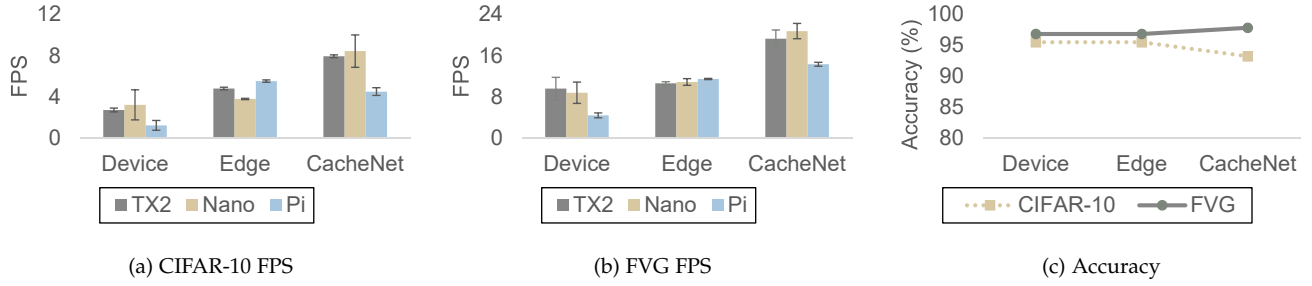 12
8
4
0
FPS
Device Edge CacheNet
TX2 Nano Pi
(a) CIFAR-10 FPS
24
16
8
0
FPS
Device Edge CacheNet
TX2 Nano Pi
(b) FVG FPS
100
95
90
85
80
Accuracy (%)
Device Edge CacheNet
CIFAR-10 FVG
(c) Accuracy